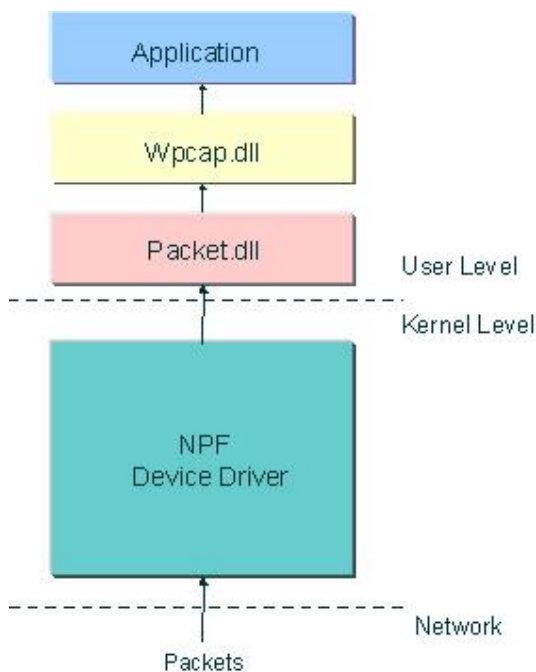 Application
Wpcap.dll
Packet.dll
User Level
Kernel Level
NPF
Device Driver
Network
Packets